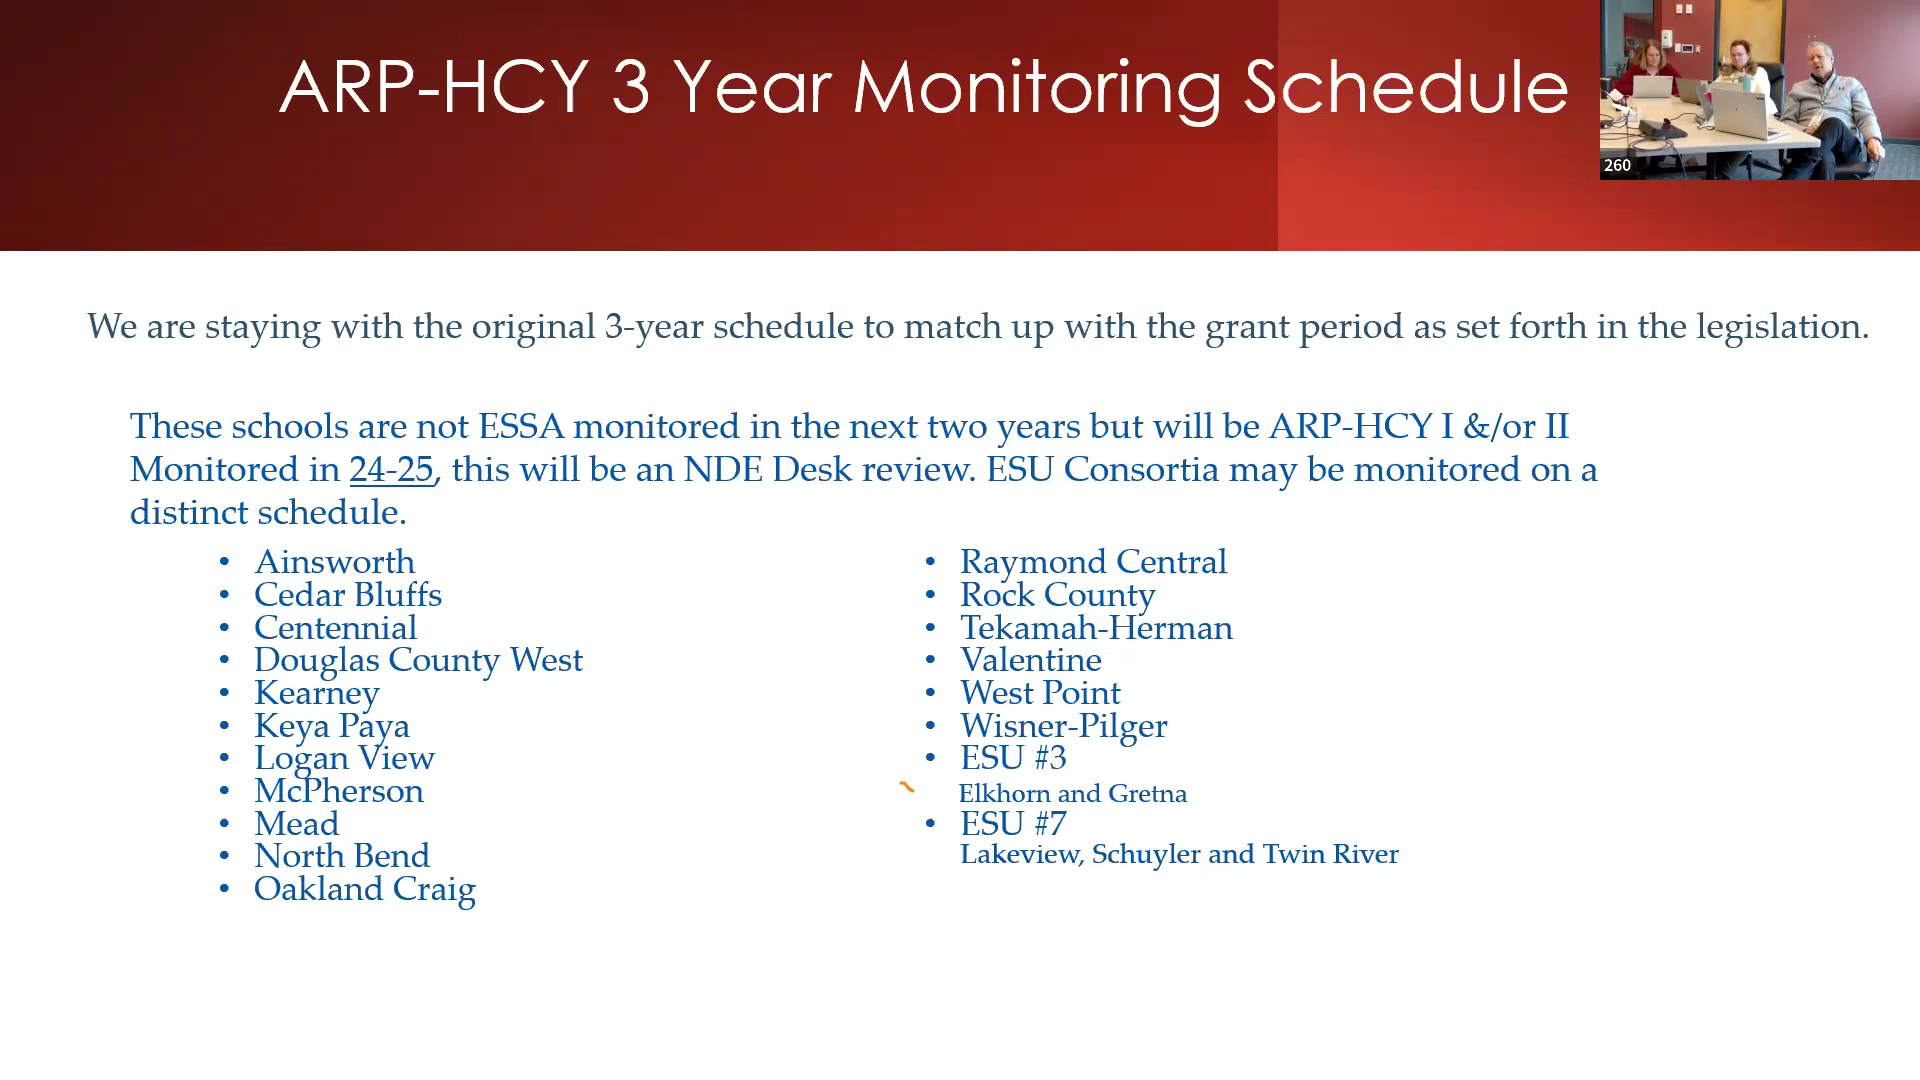 ARP-HCY 3 Year Monitoring Schedule
260
We are staying with the original 3-year schedule to match up with the grant period as set forth in the legislation.
These schools are not ESSA monitored in the next two years but will be ARP-HCY I &/or II
Monitored in 24-25, this will be an NDE Desk review. ESU Consortia may be monitored on a
distinct schedule.
• Ainsworth
• Cedar Bluffs
• Centennial
• Douglas County West
• Kearney
• Keya Paya
• Logan View
• McPherson
• Mead
• North Bend
• Oakland Craig
• Raymond Central
• Rock County
• Tekamah-Herman
• Valentine
• West Point
• Wisner-Pilger
• ESU #3
Elkhorn and Gretna
• ESU #7
Lakeview, Schuyler and Twin River